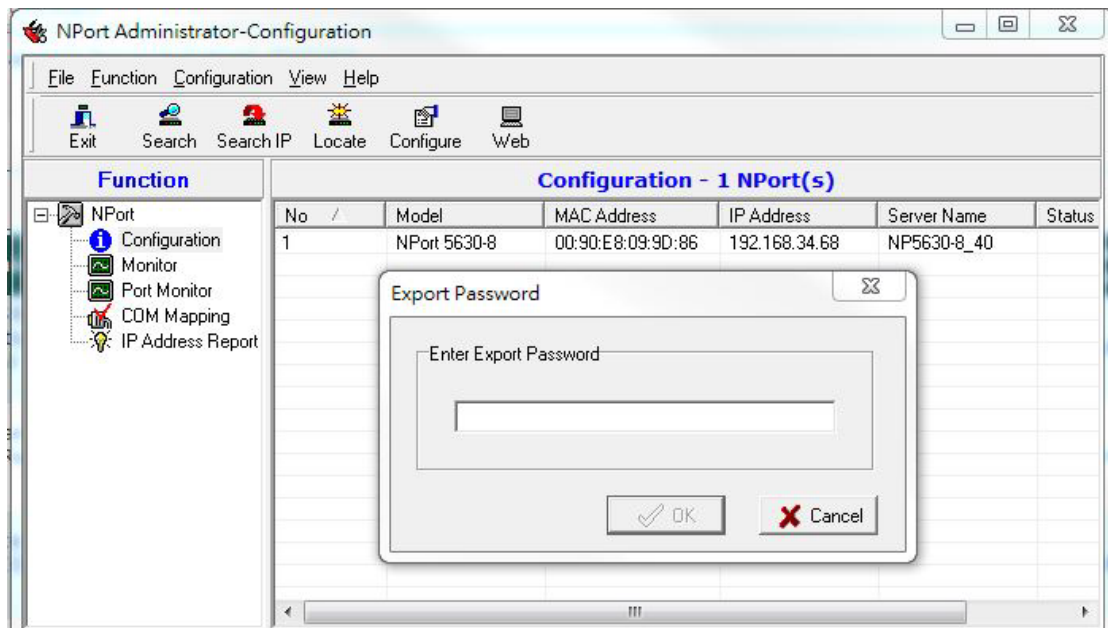 NPort Administrator-Configuration
File Function Configuration View Help
Exit Search Search IP Locate Configure Web
Function
Configuration - 1 NPort(s)
NPort
Configuration
Monitor
Port Monitor
COM Mapping
IP Address Report
No Model MAC Address IP Address Server Name Status
1 NPort 5630-8 00:90:E8:09:9D:86 192.168.34.68 NP5630-8_40
Export Password
Enter Export Password
OK Cancel